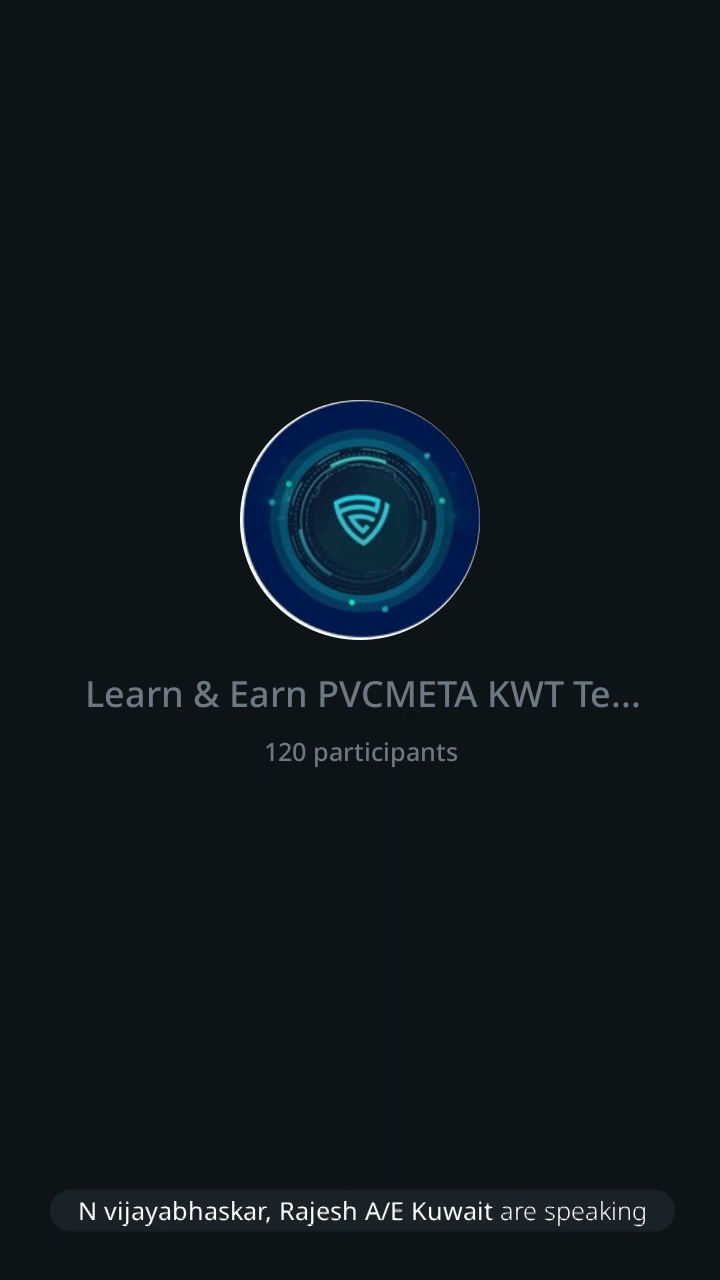 Learn & Earn PVCMETA KWT Te...
120 participants
N vijayabhaskar, Rajesh A/E Kuwait are speaking